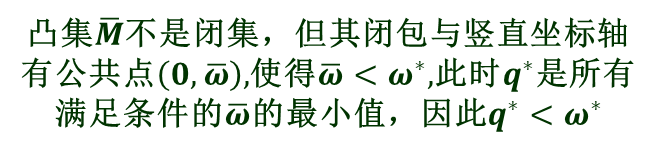 凸集M̅不是闭集，但其闭包与竖直坐标轴
有公共点(0, ω̅),使得ω̅ < ω*,此时q*是所有
满足条件的ω̅的最小值，因此q* < ω*